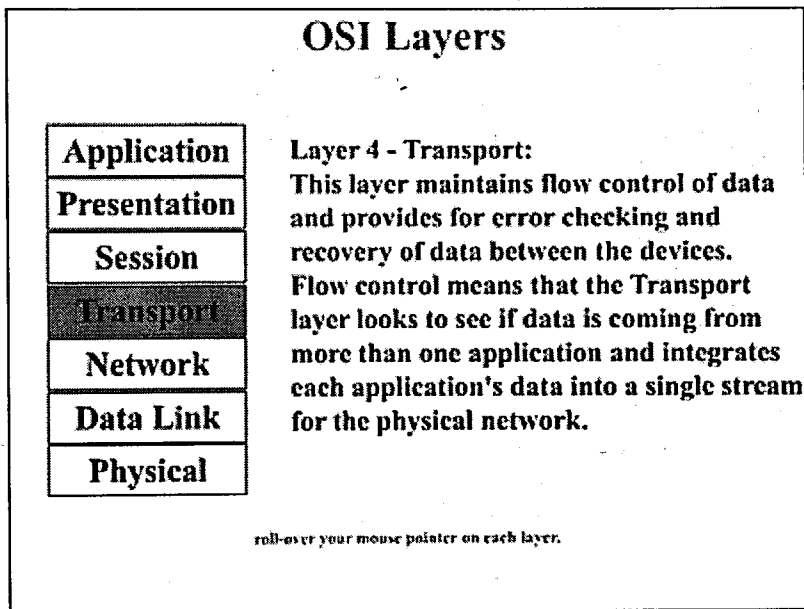 OSI Layers
Application
Presentation
Session
Transport
Network
Data Link
Physical
Layer 4 - Transport:
This layer maintains flow control of data
and provides for error checking and
recovery of data between the devices.
Flow control means that the Transport
layer looks to see if data is coming from
more than one application and integrates
each application's data into a single stream
for the physical network.
roll-over your mouse pointer on each layer.